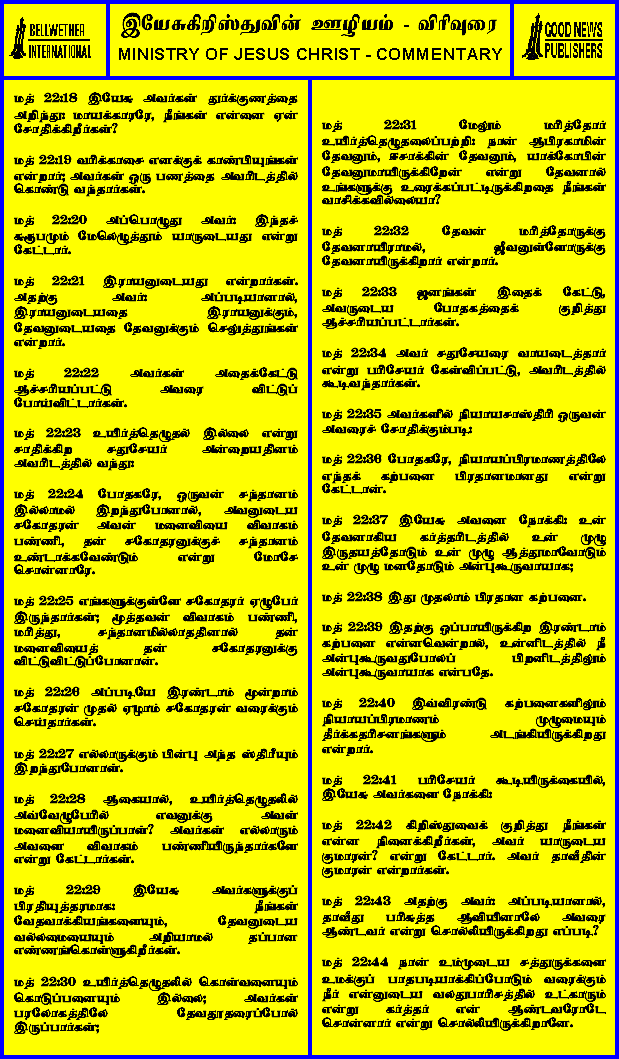 BELLWETHER
INTERNATIONAL
இயேசுகிறிஸ்துவின் ஊழியம் - விரிவுரை
MINISTRY OF JESUS CHRIST - COMMENTARY
GOOD NEWS
PUBLISHERS
மத் 22:18 இயேசு அவர்கள் துர்க்குணத்தை
அறிந்து: மாயக்காரரே, நீங்கள் என்னை ஏன்
சோதிக்கிறீர்கள்?
மத் 22:19 வரிக்காசை எனக்குக் காண்பியுங்கள்
என்றார்; அவர்கள் ஒரு பணத்தை அவரிடத்தில்
கொண்டு வந்தார்கள்.
மத் 22:20 அப்பொழுது அவர்: இந்தச்
சுரூபமும் மேலெழுத்தும் யாருடையது என்று
கேட்டார்.
மத் 22:21 இராயனுடையது என்றார்கள்.
அதற்கு அவர்: அப்படியானால்,
இராயனுடையதை இராயனுக்கும்,
தேவனுடையதை தேவனுக்கும் செலுத்துங்கள்
என்றார்.
மத் 22:22 அவர்கள் அதைக்கேட்டு
ஆச்சரியப்பட்டு அவரை விட்டுப்
போய்விட்டார்கள்.
மத் 22:23 உயிர்த்தெழுதல் இல்லை என்று
சாதிக்கிற சதுசேயர் அன்றையதினம்
அவரிடத்தில் வந்து:
மத் 22:24 போதகரே, ஒருவன் சந்தானம்
இல்லாமல் இறந்துபோனால், அவனுடைய
சகோதரன் அவன் மனைவியை விவாகம்
பண்ணி, தன் சகோதரனுக்குச் சந்தானம்
உண்டாக்கவேண்டும் என்று மோசே
சொன்னாரே.
மத் 22:25 எங்களுக்குள்ளே சகோதரர் ஏழுபேர்
இருந்தார்கள்; மூத்தவன் விவாகம் பண்ணி,
மரித்து, சந்தானமில்லாததினால் தன்
மனைவியைத் தன் சகோதரனுக்கு
விட்டுவிட்டுப்போனான்.
மத் 22:26 அப்படியே இரண்டாம் மூன்றாம்
சகோதரன் முதல் ஏழாம் சகோதரன் வரைக்கும்
செய்தார்கள்.
மத் 22:27 எல்லாருக்கும் பின்பு அந்த ஸ்திரீயும்
இறந்துபோனாள்.
மத் 22:28 ஆகையால், உயிர்த்தெழுதலில்
அவ்வேழுபேரில் எவனுக்கு அவள்
மனைவியாயிருப்பாள்? அவர்கள் எல்லாரும்
அவளை விவாகம் பண்ணியிருந்தார்களே
என்று கேட்டார்கள்.
மத் 22:29 இயேசு அவர்களுக்குப்
பிரதியுத்தரமாக: நீங்கள்
வேதவாக்கியங்களையும், தேவனுடைய
வல்லமையையும் அறியாமல் தப்பான
எண்ணங்கொள்ளுகிறீர்கள்.
மத் 22:30 உயிர்த்தெழுதலில் கொள்வனையும்
கொடுப்பனையும் இல்லை; அவர்கள்
பரலோகத்திலே தேவதூதரைப்போல்
இருப்பார்கள்;
மத் 22:31 மேலும் மரித்தோர்
உயிர்த்தெழுதலைப்பற்றி: நான் ஆபிரகாமின்
தேவனும், ஈசாக்கின் தேவனும், யாக்கோபின்
தேவனுமாயிருக்கிறேன் என்று தேவனால்
உங்களுக்கு உரைக்கப்பட்டிருக்கிறதை நீங்கள்
வாசிக்கவில்லையா?
மத் 22:32 தேவன் மரித்தோருக்கு
தேவனாயிராமல், ஜீவனுள்ளோருக்கு
தேவனாயிருக்கிறார் என்றார்.
மத் 22:33 ஜனங்கள் இதைக் கேட்டு,
அவருடைய போதகத்தைக் குறித்து
ஆச்சரியப்பட்டார்கள்.
மத் 22:34 அவர் சதுசேயரை வாயடைத்தார்
என்று பரிசேயர் கேள்விப்பட்டு, அவரிடத்தில்
கூடிவந்தார்கள்.
மத் 22:35 அவர்களில் நியாயசாஸ்திரி ஒருவன்
அவரைச் சோதிக்கும்படி:
மத் 22:36 போதகரே, நியாயப்பிரமாணத்திலே
எந்தக் கற்பனை பிரதானமானது என்று
கேட்டான்.
மத் 22:37 இயேசு அவனை நோக்கி: உன்
தேவனாகிய கர்த்தரிடத்தில் உன் முழு
இருதயத்தோடும் உன் முழு ஆத்துமாவோடும்
உன் முழு மனதோடும் அன்புகூருவாயாக;
மத் 22:38 இது முதலாம் பிரதான கற்பனை.
மத் 22:39 இதற்கு ஒப்பாயிருக்கிற இரண்டாம்
கற்பனை என்னவென்றால், உன்னிடத்தில் நீ
அன்புகூருவதுபோலப் பிறனிடத்திலும்
அன்புகூருவாயாக என்பதே.
மத் 22:40 இவ்விரண்டு கற்பனைகளிலும்
நியாயப்பிரமாணம் முழுமையும்
தீர்க்கதரிசனங்களும் அடங்கியிருக்கிறது
என்றார்.
மத் 22:41 பரிசேயர் கூடியிருக்கையில்,
இயேசு அவர்களை நோக்கி:
மத் 22:42 கிறிஸ்துவைக் குறித்து நீங்கள்
என்ன நினைக்கிறீர்கள், அவர் யாருடைய
குமாரன்? என்று கேட்டார். அவர் தாவீதின்
குமாரன் என்றார்கள்.
மத் 22:43 அதற்கு அவர்: அப்படியானால்,
தாவீது பரிசுத்த ஆவியினாலே அவரை
ஆண்டவர் என்று சொல்லியிருக்கிறது எப்படி?
மத் 22:44 நான் உம்முடைய சத்துருக்களை
உமக்குப் பாதபடியாக்கிப்போடும் வரைக்கும்
நீர் என்னுடைய வலதுபாரிசத்தில் உட்காரும்
என்று கர்த்தர் என் ஆண்டவரோடே
சொன்னார் என்று சொல்லியிருக்கிறானே.